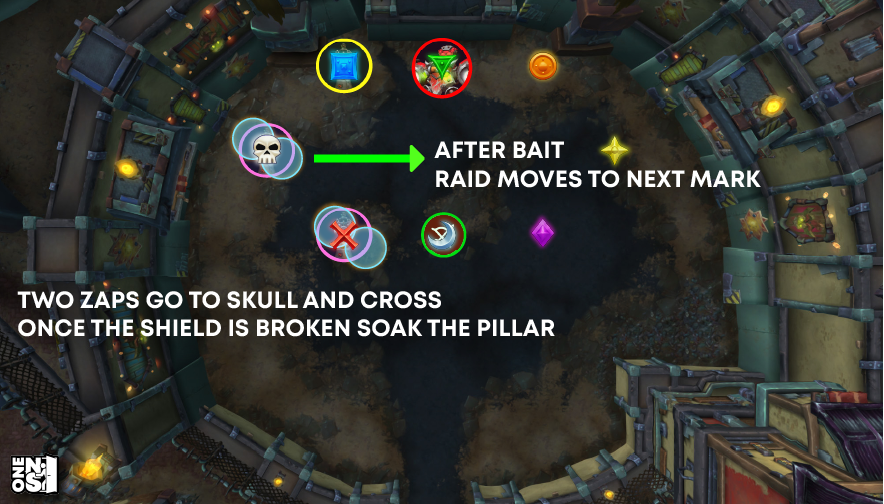 AFTER BAIT
RAID MOVES TO NEXT MARK
TWO ZAPS GO TO SKULL AND CROSS
ONCE THE SHIELD IS BROKEN SOAK THE PILLAR
ONE